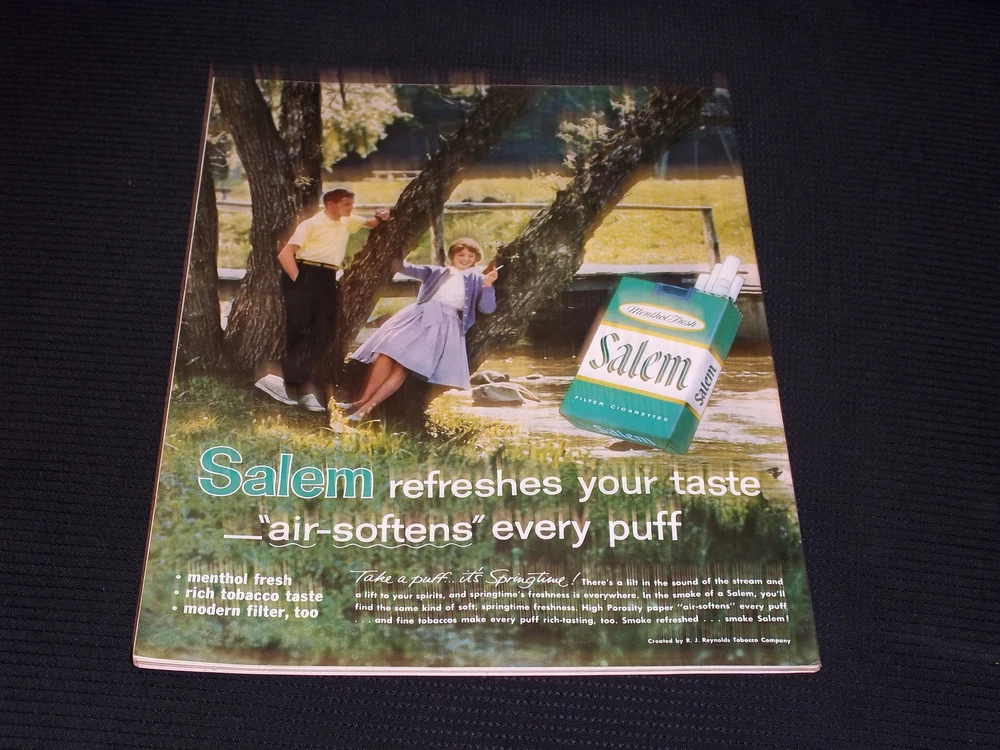 Menthol Fresh
Salem
Salem
FILTER CIGARETTES
Salem
Salem refreshes your taste
—"air-softens" every puff
• menthol fresh
• rich tobacco taste
• modern filter, too
Take a puff...it's Springtime! There's a lilt in the sound of the stream and
a lift to your spirits, and springtime's freshness is everywhere. In the smoke of a Salem, you'll
find the same kind of soft, springtime freshness. High Porosity paper "air-softens" every puff
. . . and fine tobaccos make every puff rich-tasting, too. Smoke refreshed . . . smoke Salem!
Created by R. J. Reynolds Tobacco Company